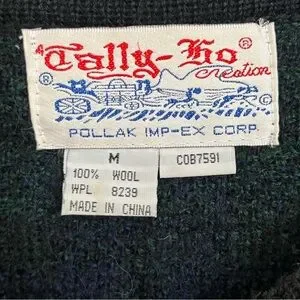 A Tally-Ho ®
® Creation
POLLAK IMP-EX CORP
M
100% WOOL
WPL 8239
MADE IN CHINA
COB7591